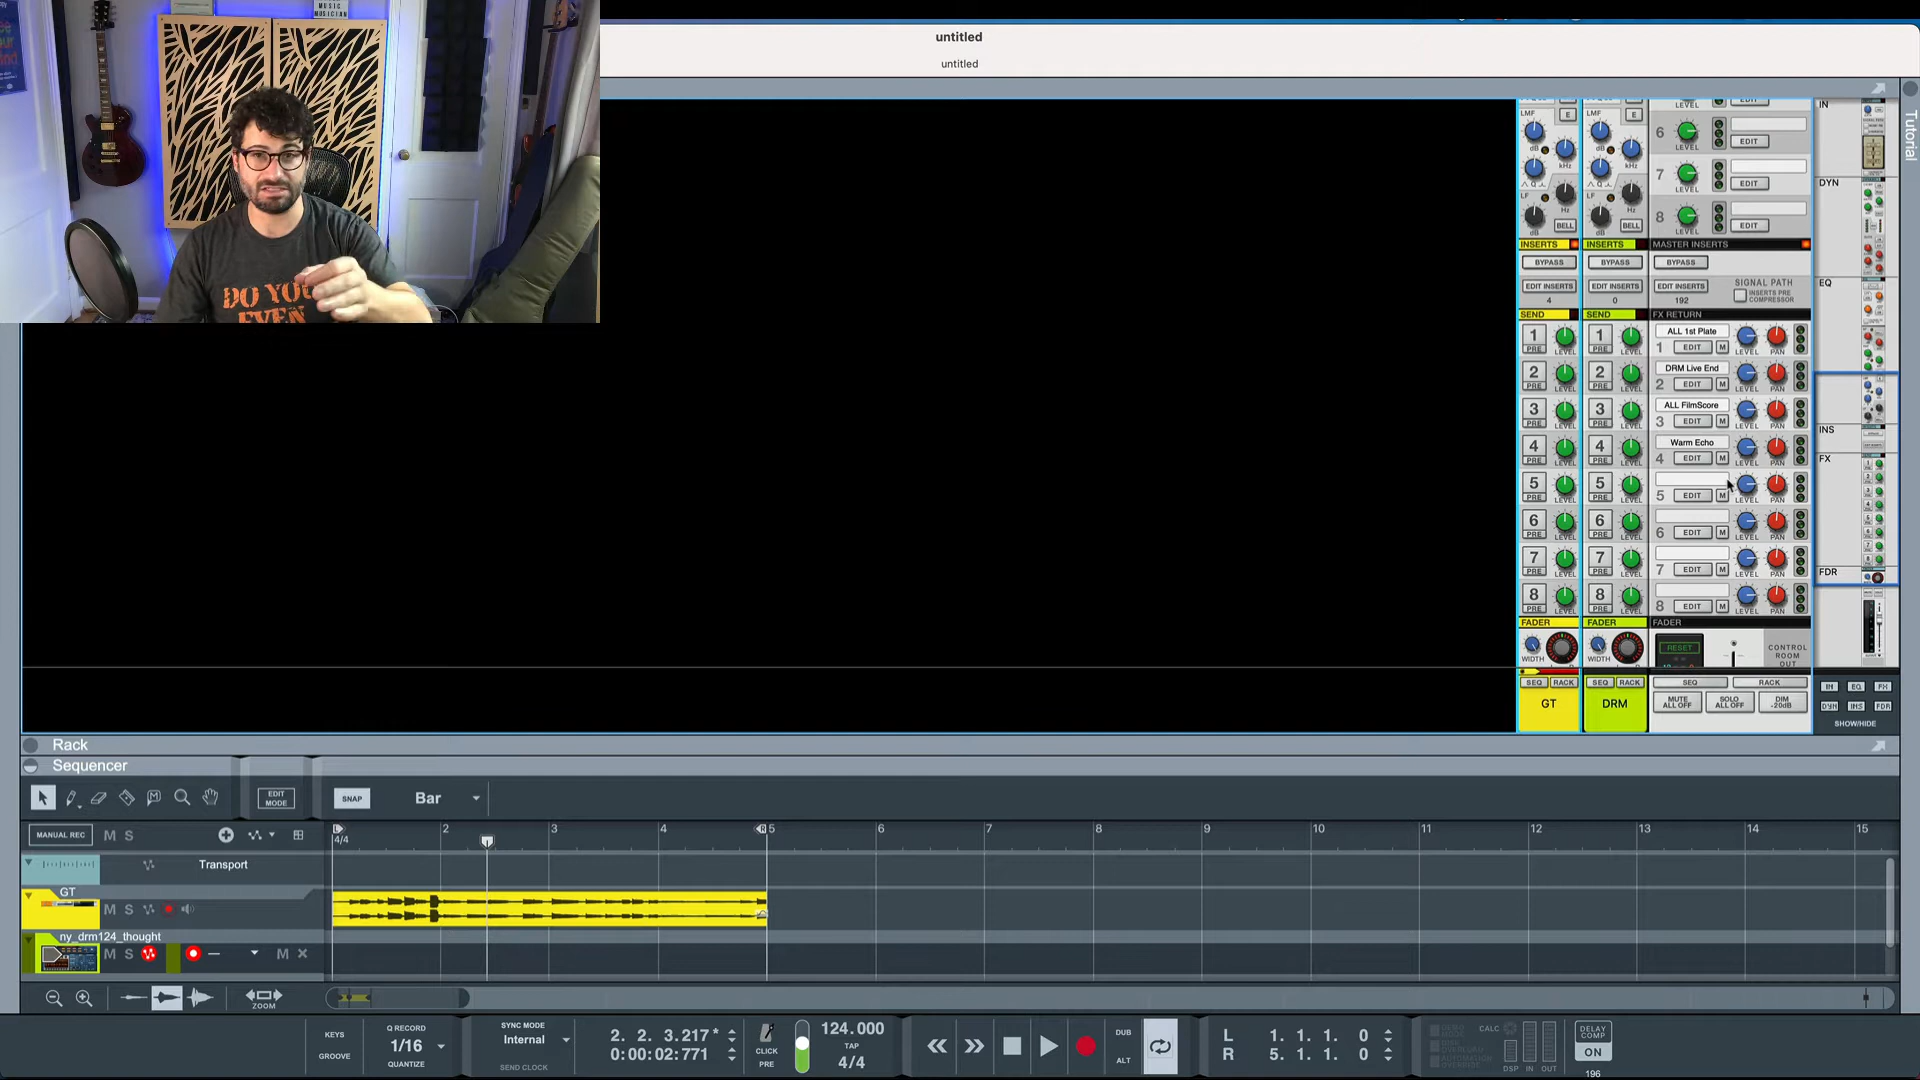 MUSIC
MUSICIAN
DO YOU
EVEN
untitled
untitled
Tutorial
LMF E LMF E LEVEL EDIT IN
dB kHz dB kHz 6 LEVEL EDIT
7 LEVEL EDIT DYN
LF Hz LF Hz
dB BELL dB BELL 8 LEVEL EDIT
INSERTS INSERTS MASTER INSERTS
BYPASS BYPASS BYPASS
EDIT INSERTS EDIT INSERTS EDIT INSERTS SIGNAL PATH EQ
4 0 192 INSERTS PRE COMPRESSOR
SEND SEND FX RETURN
1 PRE LEVEL 1 PRE LEVEL ALL 1st Plate 1 EDIT M LEVEL PAN
2 PRE LEVEL 2 PRE LEVEL DRM Live End 2 EDIT M LEVEL PAN
3 PRE LEVEL 3 PRE LEVEL ALL FilmScore 3 EDIT M LEVEL PAN
INS
4 PRE LEVEL 4 PRE LEVEL Warm Echo 4 EDIT M LEVEL PAN
FX
5 PRE LEVEL 5 PRE LEVEL 5 EDIT M LEVEL PAN
6 PRE LEVEL 6 PRE LEVEL 6 EDIT M LEVEL PAN
7 PRE LEVEL 7 PRE LEVEL 7 EDIT M LEVEL PAN
FDR
8 PRE LEVEL 8 PRE LEVEL 8 EDIT M LEVEL PAN
FADER FADER FADER
WIDTH WIDTH RESET CONTROL ROOM OUT
SEQ RACK SEQ RACK SEQ RACK
GT DRM MUTE ALL OFF SOLO ALL OFF DIM -20dB
IN EQ FX
DYN INS FDR
SHOW/HIDE
Rack
Sequencer
EDIT MODE SNAP Bar
MANUAL REC M S L 4/4 2 3 4 R 5 6 7 8 9 10 11 12 13 14 15
Transport
GT
M S
ny_drm124_thought
M S M
ZOOM
KEYS Q RECORD SYNC MODE 2. 2. 3.217 * 124.000 DUB L 1. 1. 1. 0 CALC DELAY COMP
GROOVE 1/16 Internal 0:00:02:771 CLICK TAP ALT R 5. 1. 1. 0 ON
QUANTIZE SEND CLOCK PRE 4/4 DSP IN OUT 196